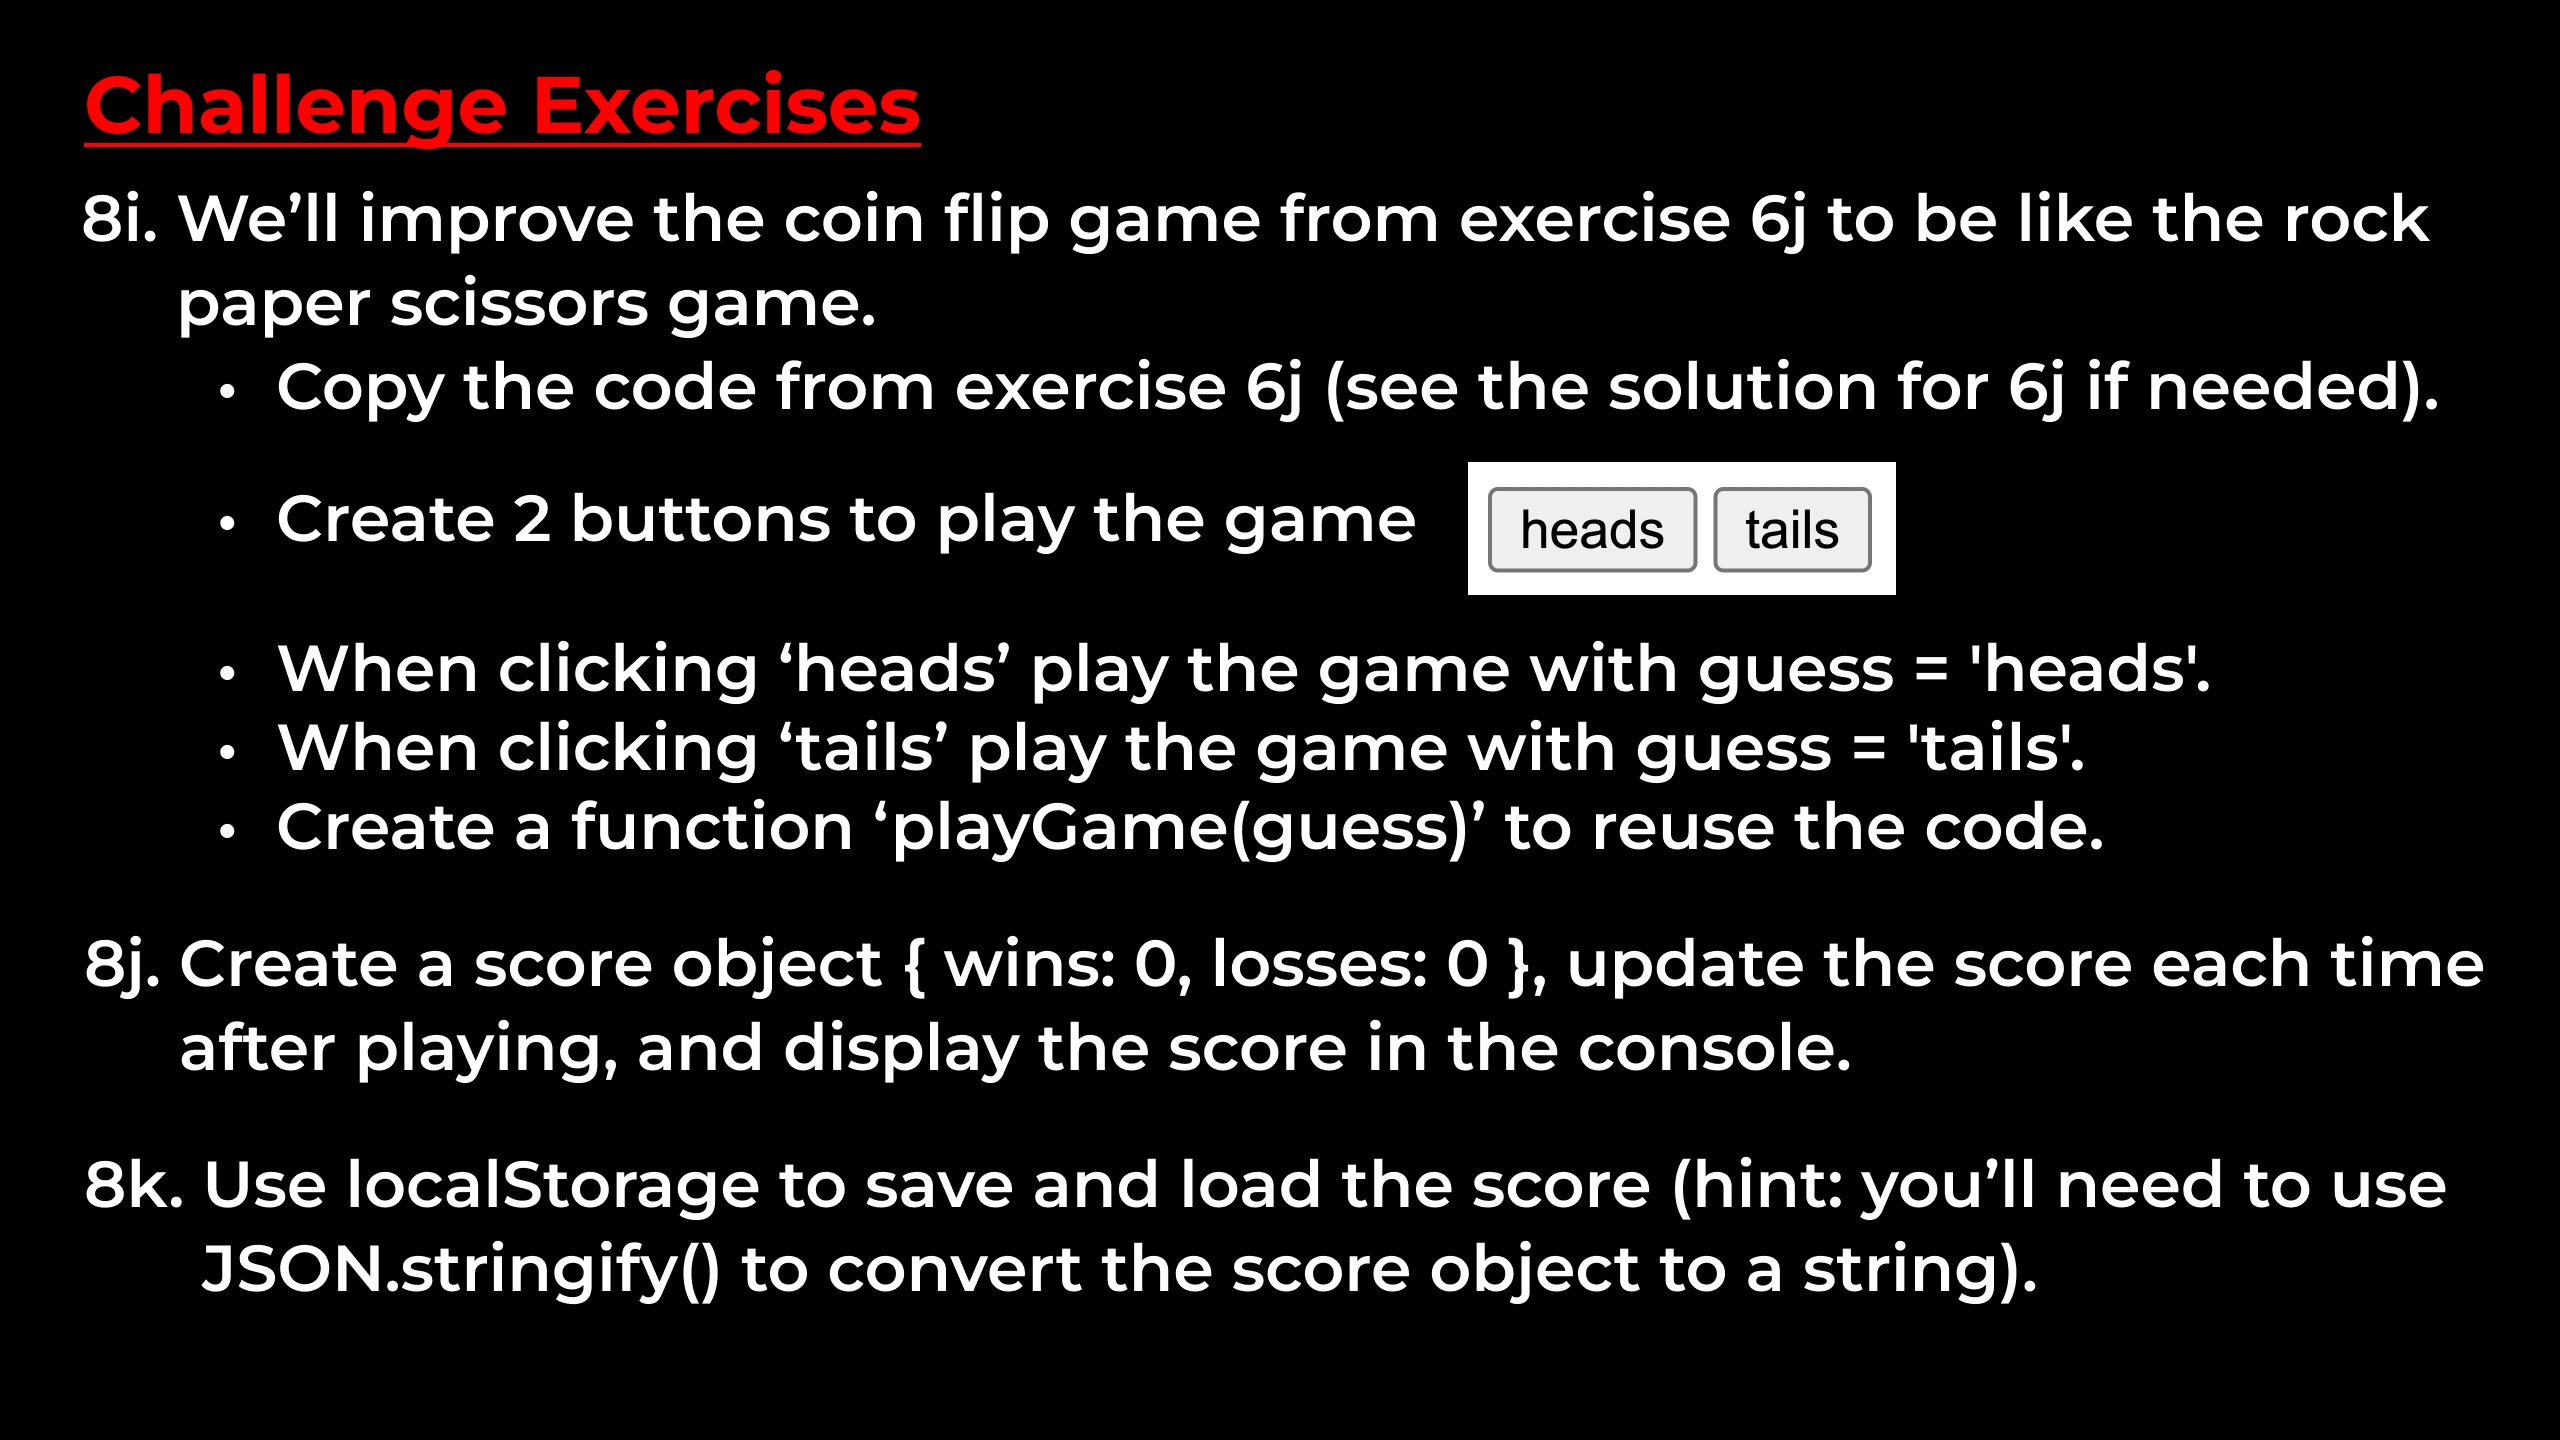 Challenge Exercises
8i. We’ll improve the coin flip game from exercise 6j to be like the rock
paper scissors game.
• Copy the code from exercise 6j (see the solution for 6j if needed).
• Create 2 buttons to play the game heads tails
• When clicking ‘heads’ play the game with guess = 'heads'.
• When clicking ‘tails’ play the game with guess = 'tails'.
• Create a function ‘playGame(guess)’ to reuse the code.
8j. Create a score object { wins: 0, losses: 0 }, update the score each time
after playing, and display the score in the console.
8k. Use localStorage to save and load the score (hint: you’ll need to use
JSON.stringify() to convert the score object to a string).